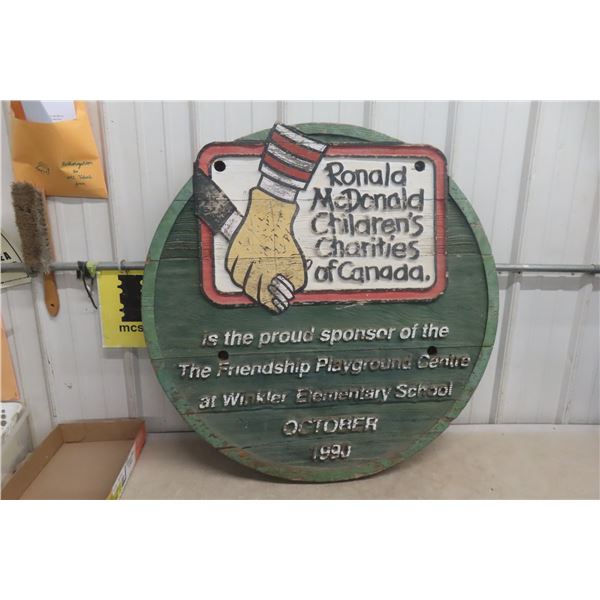 Ronald
McDonald
Children's
Charities
of Canada.
is the proud sponsor of the
The Friendship Playground Centre
at Winkler Elementary School
OCTOBER
1990
mcs